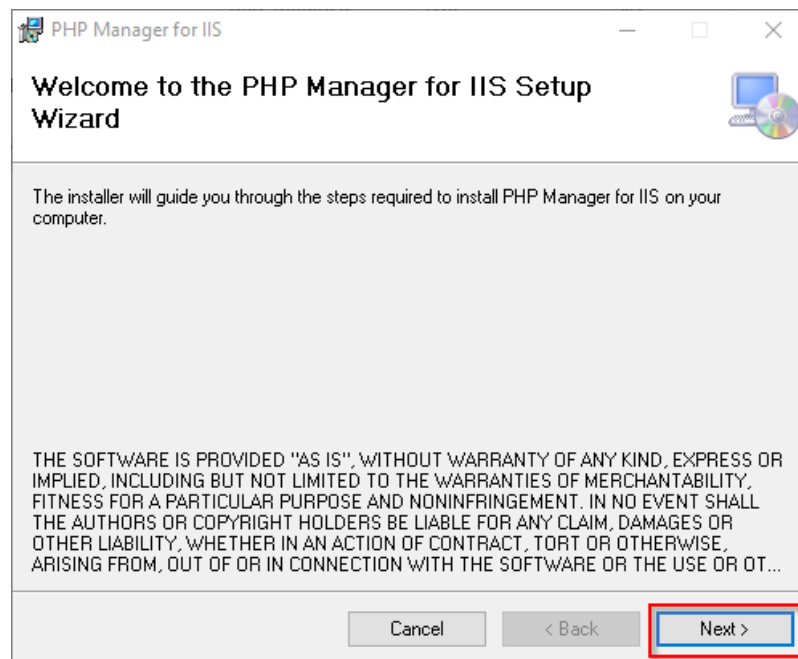 PHP Manager for IIS
Welcome to the PHP Manager for IIS Setup
Wizard
The installer will guide you through the steps required to install PHP Manager for IIS on your
computer.
THE SOFTWARE IS PROVIDED "AS IS", WITHOUT WARRANTY OF ANY KIND, EXPRESS OR
IMPLIED, INCLUDING BUT NOT LIMITED TO THE WARRANTIES OF MERCHANTABILITY,
FITNESS FOR A PARTICULAR PURPOSE AND NONINFRINGEMENT. IN NO EVENT SHALL
THE AUTHORS OR COPYRIGHT HOLDERS BE LIABLE FOR ANY CLAIM, DAMAGES OR
OTHER LIABILITY, WHETHER IN AN ACTION OF CONTRACT, TORT OR OTHERWISE,
ARISING FROM, OUT OF OR IN CONNECTION WITH THE SOFTWARE OR THE USE OR OT...
Cancel
< Back
Next >